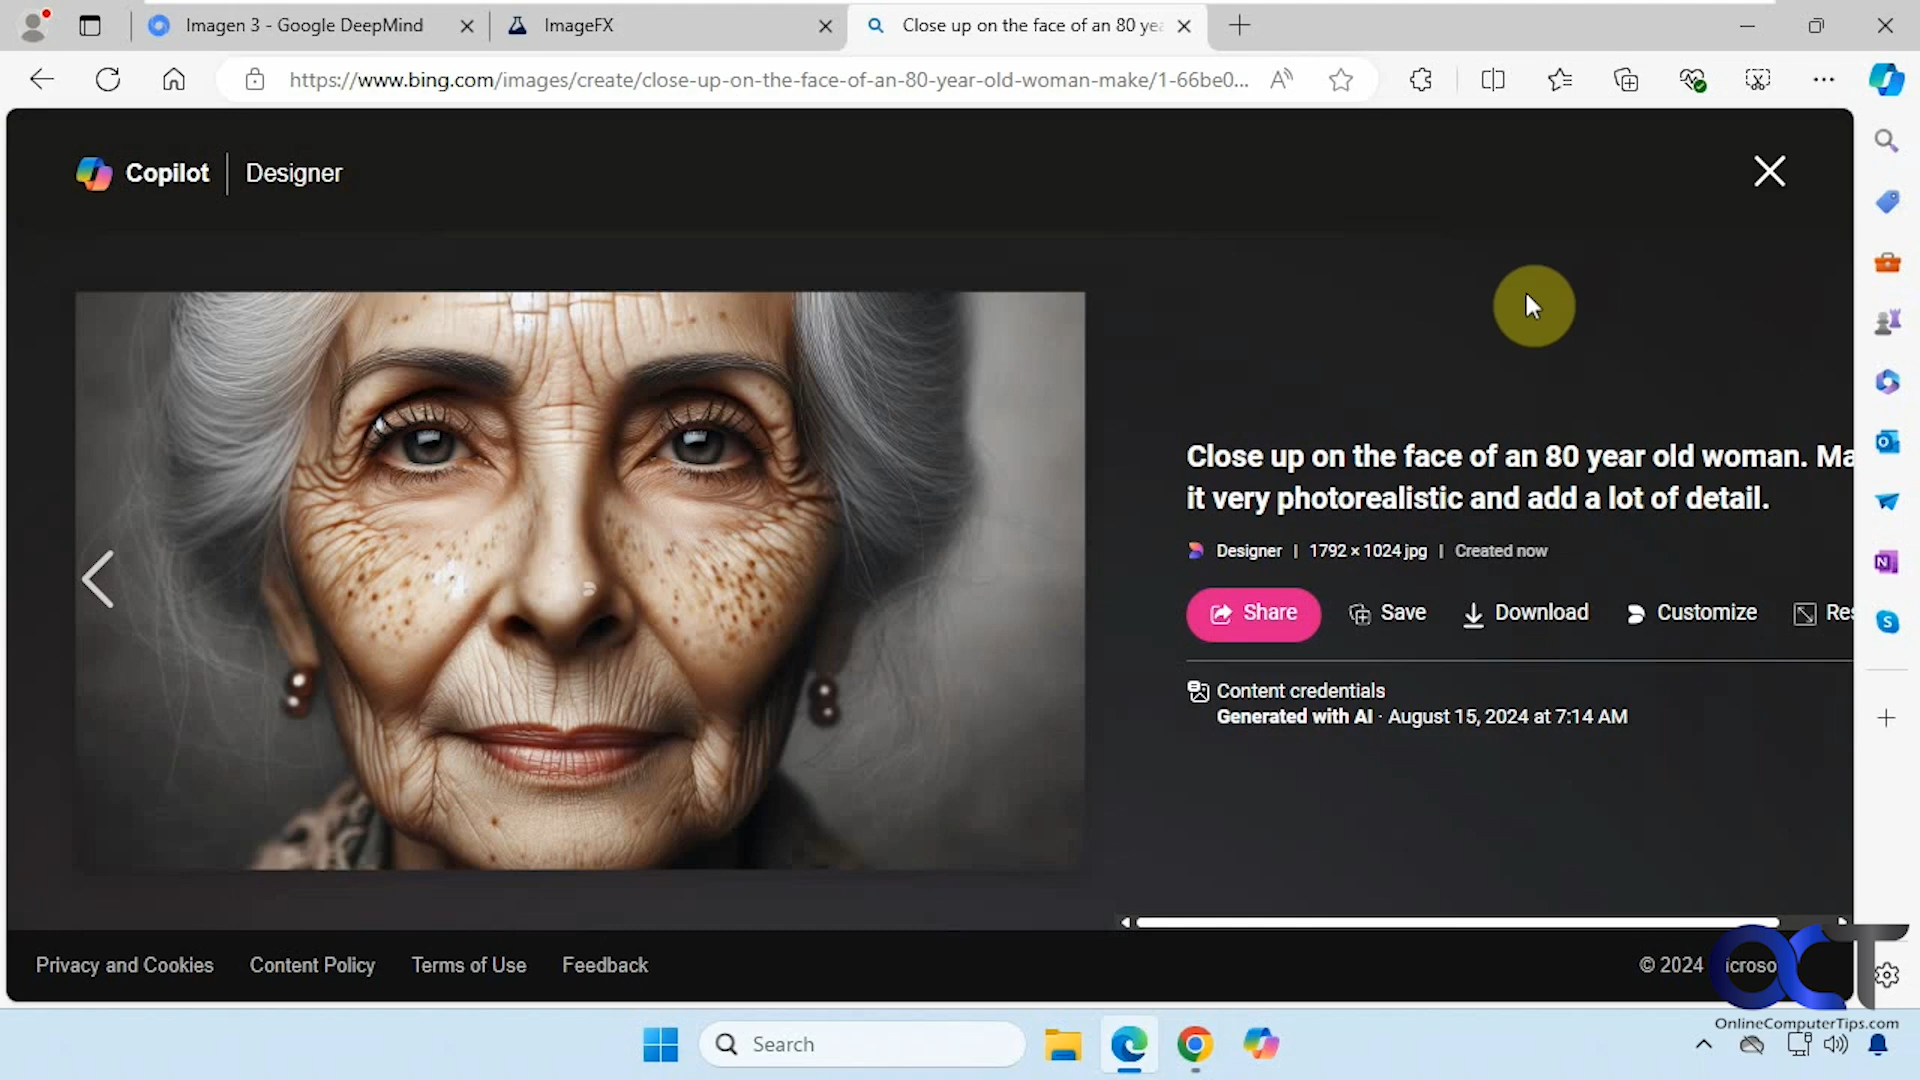 Imagen 3 - Google DeepMind
ImageFX
Close up on the face of an 80 yea
https://www.bing.com/images/create/close-up-on-the-face-of-an-80-year-old-woman-make/1-66be0...
Copilot | Designer
Close up on the face of an 80 year old woman. Ma
it very photorealistic and add a lot of detail.
Designer | 1792 × 1024 jpg | Created now
Share Save Download Customize Res
Content credentials
Generated with AI · August 15, 2024 at 7:14 AM
Privacy and Cookies Content Policy Terms of Use Feedback
© 2024 icroso
OCT
OnlineComputerTips.com
Search